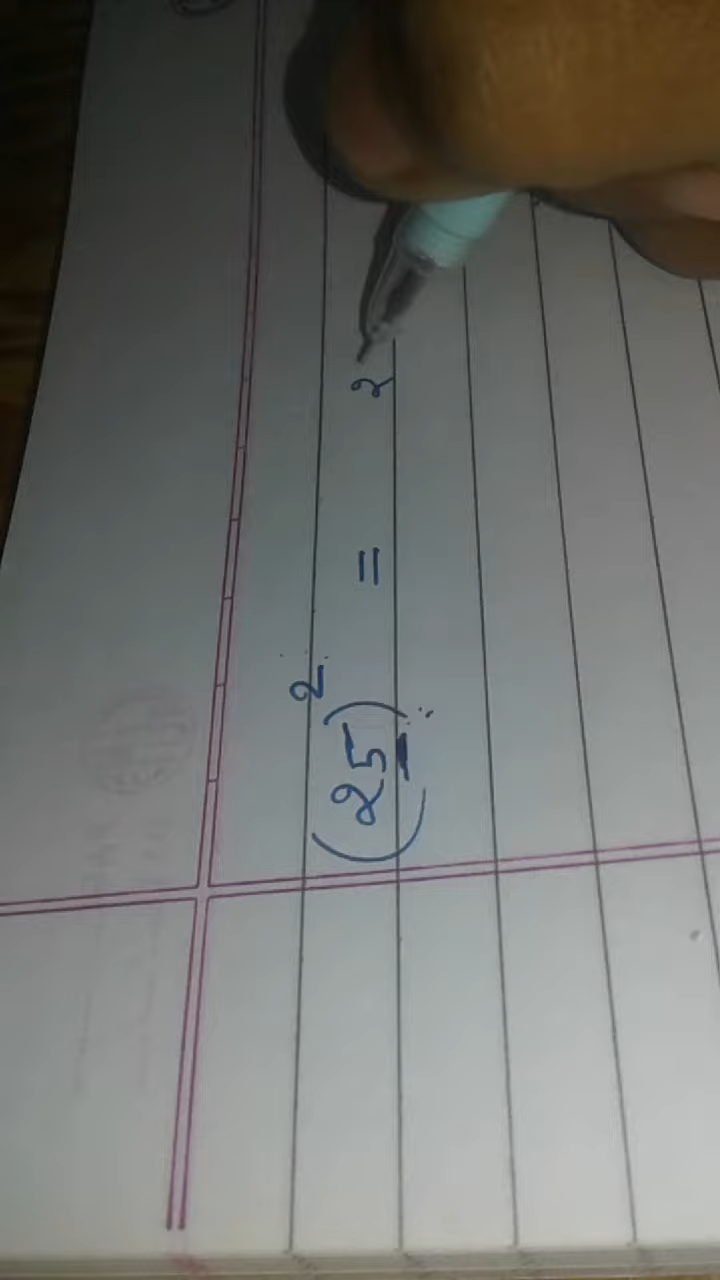 (25)² = 2